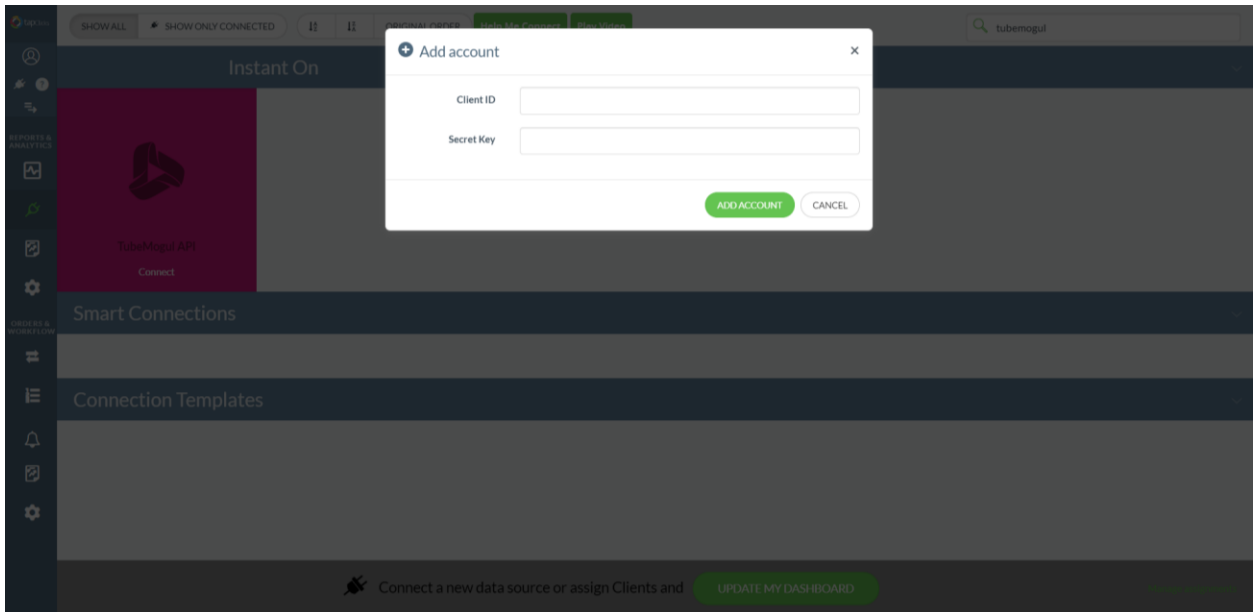 SHOW ALL
SHOW ONLY CONNECTED
ORIGINAL ORDER
Help Me Connect
Play Video
tubemogul
Add account
×
Client ID
Secret Key
ADD ACCOUNT
CANCEL
Instant On
REPORTS &
ANALYTICS
TubeMogul API
Connect
Smart Connections
ORDERS &
WORKFLOW
Connection Templates
Connect a new data source or assign Clients and
UPDATE MY DASHBOARD